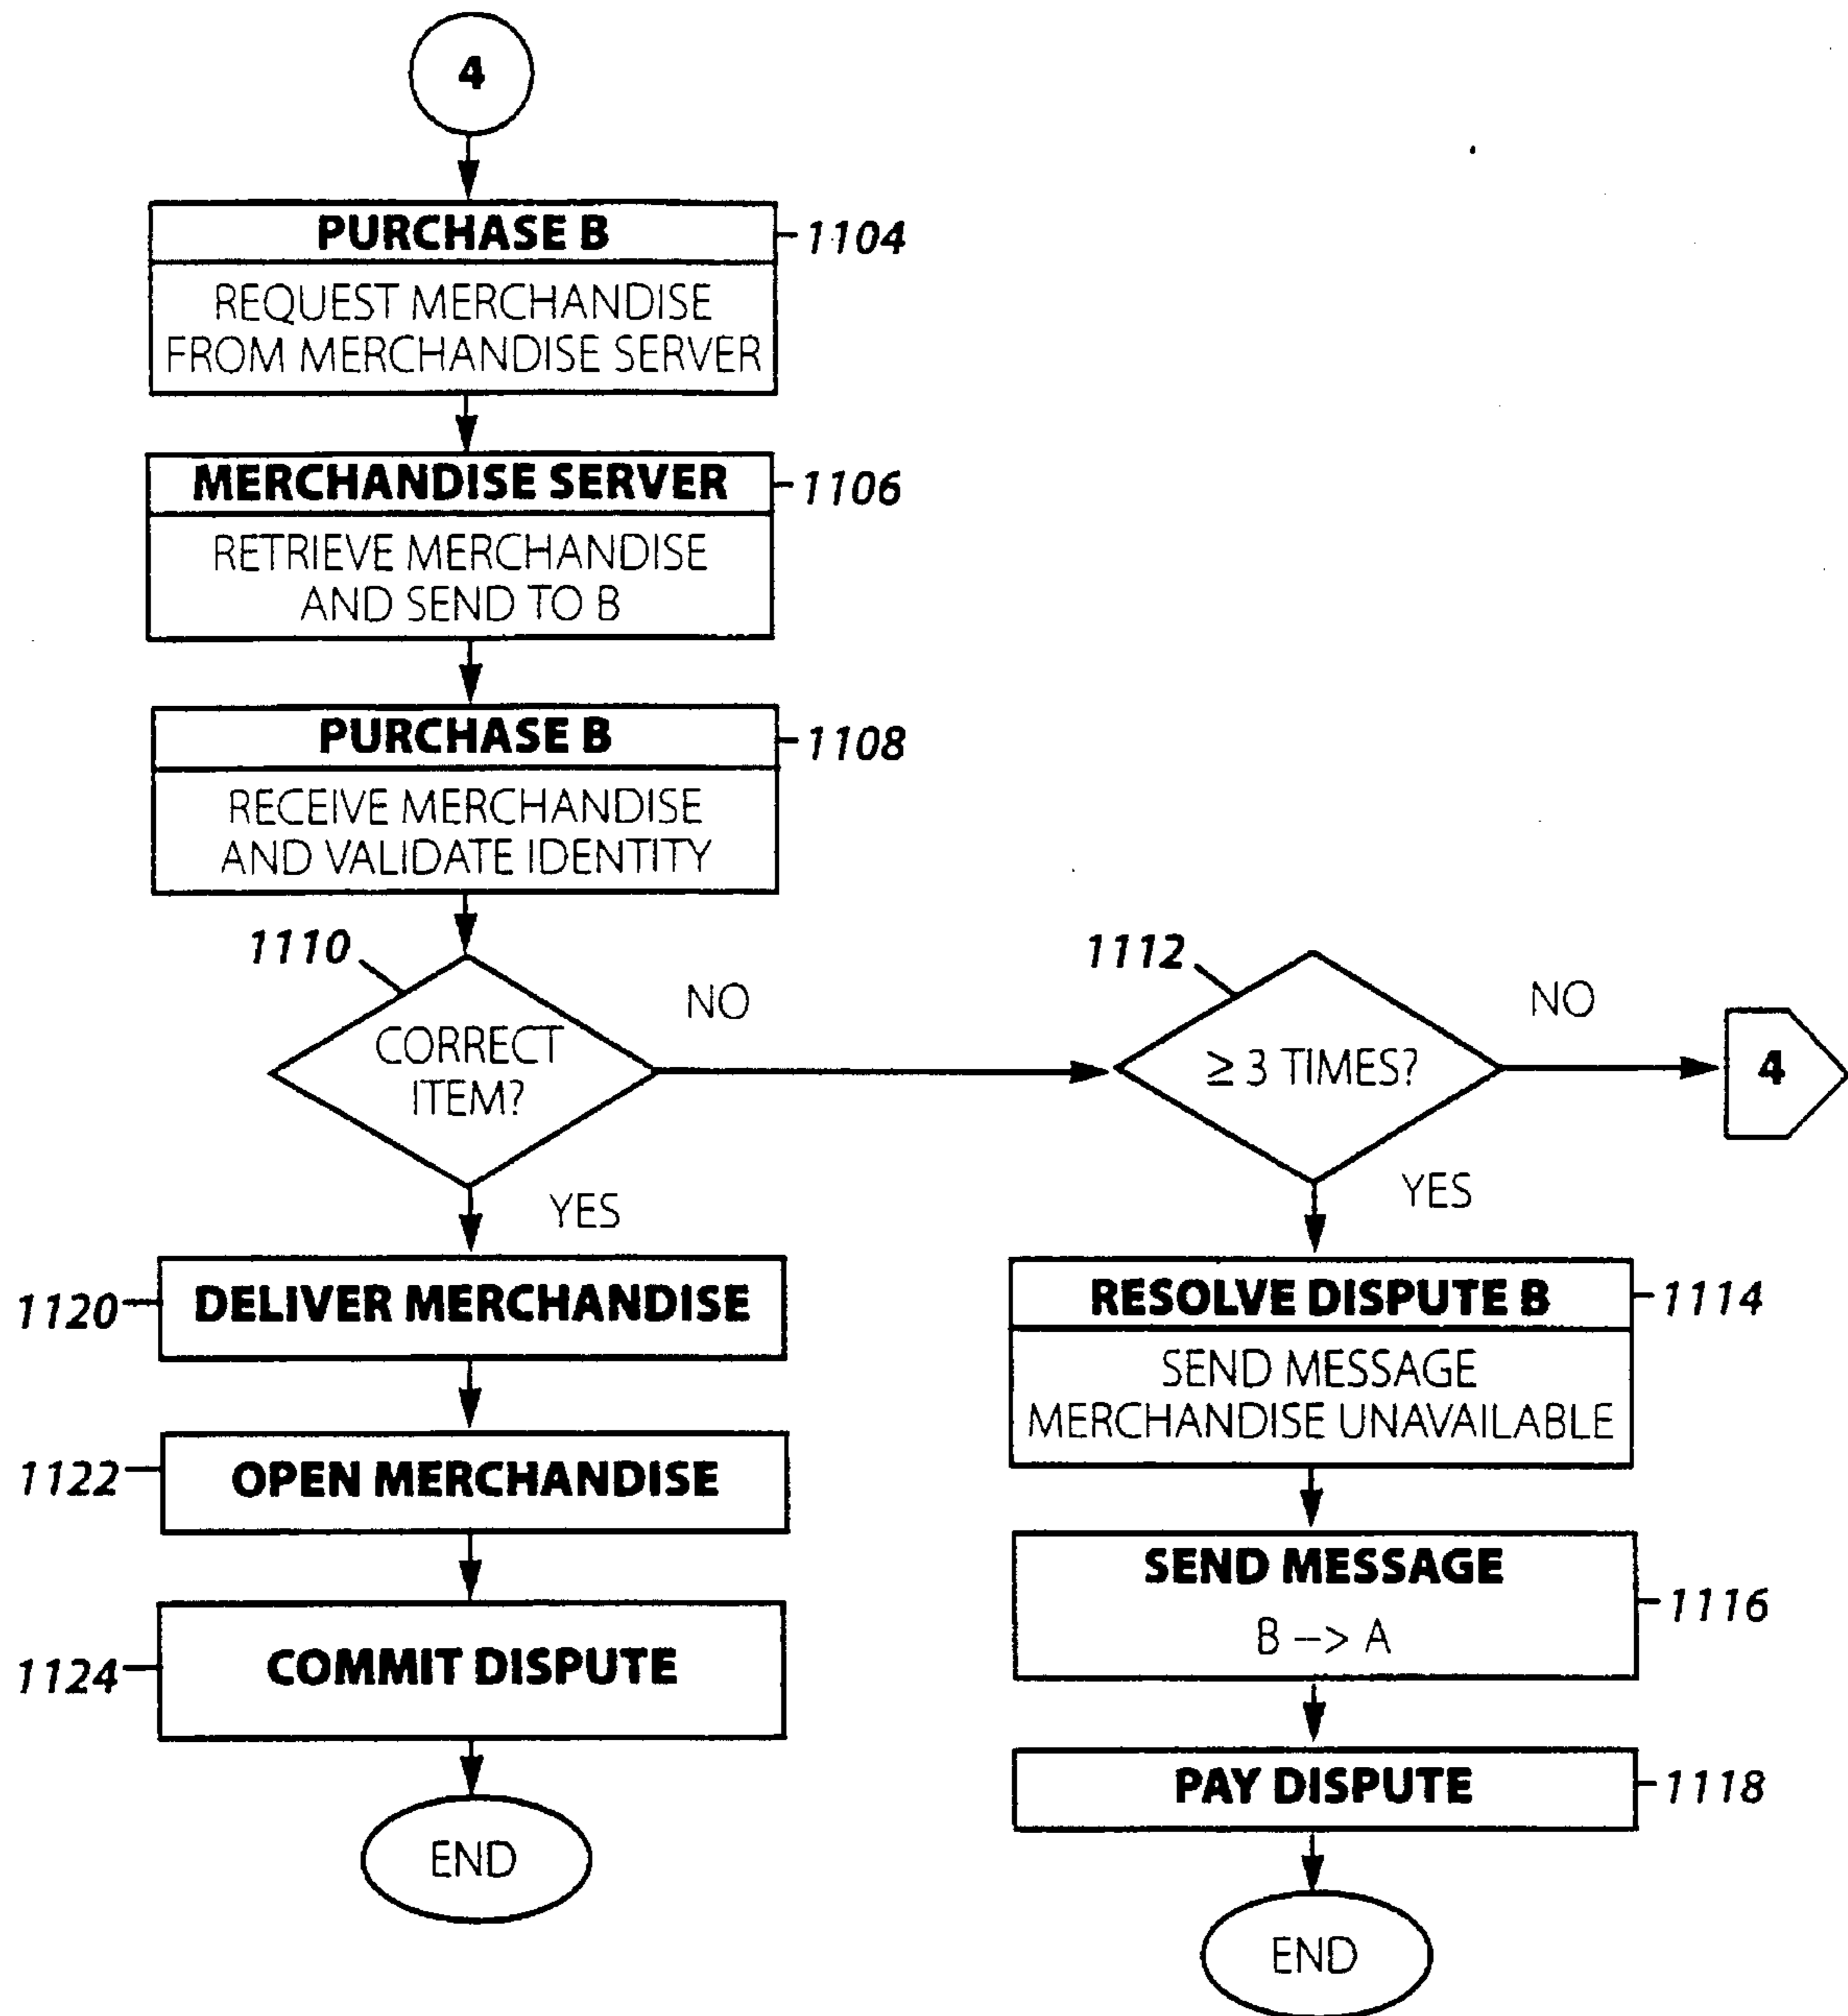 4
PURCHASE B
1104
REQUEST MERCHANDISE
FROM MERCHANDISE SERVER
MERCHANDISE SERVER
1106
RETRIEVE MERCHANDISE
AND SEND TO B
PURCHASE B
1108
RECEIVE MERCHANDISE
AND VALIDATE IDENTITY
1110
CORRECT
ITEM?
NO
1112
≥ 3 TIMES?
NO
4
YES
YES
1120
DELIVER MERCHANDISE
1122
OPEN MERCHANDISE
1124
COMMIT DISPUTE
END
RESOLVE DISPUTE B
1114
SEND MESSAGE
MERCHANDISE UNAVAILABLE
SEND MESSAGE
1116
B --> A
PAY DISPUTE
1118
END